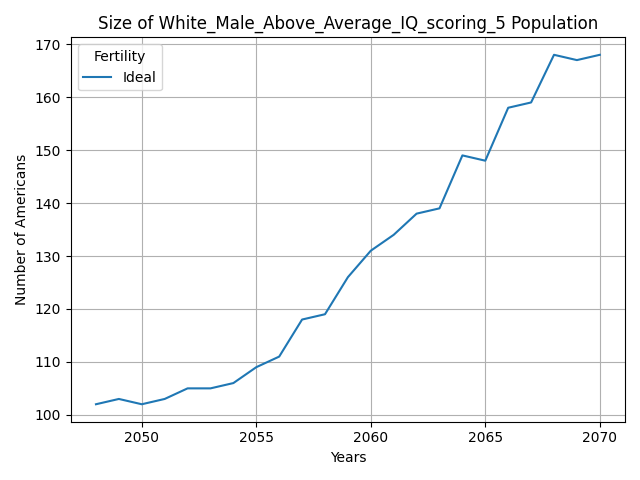 Size of White_Male_Above_Average_IQ_scoring_5 Population
Fertility
Ideal
170
160
150
140
130
120
110
100
Number of Americans
2050
2055
2060
2065
2070
Years